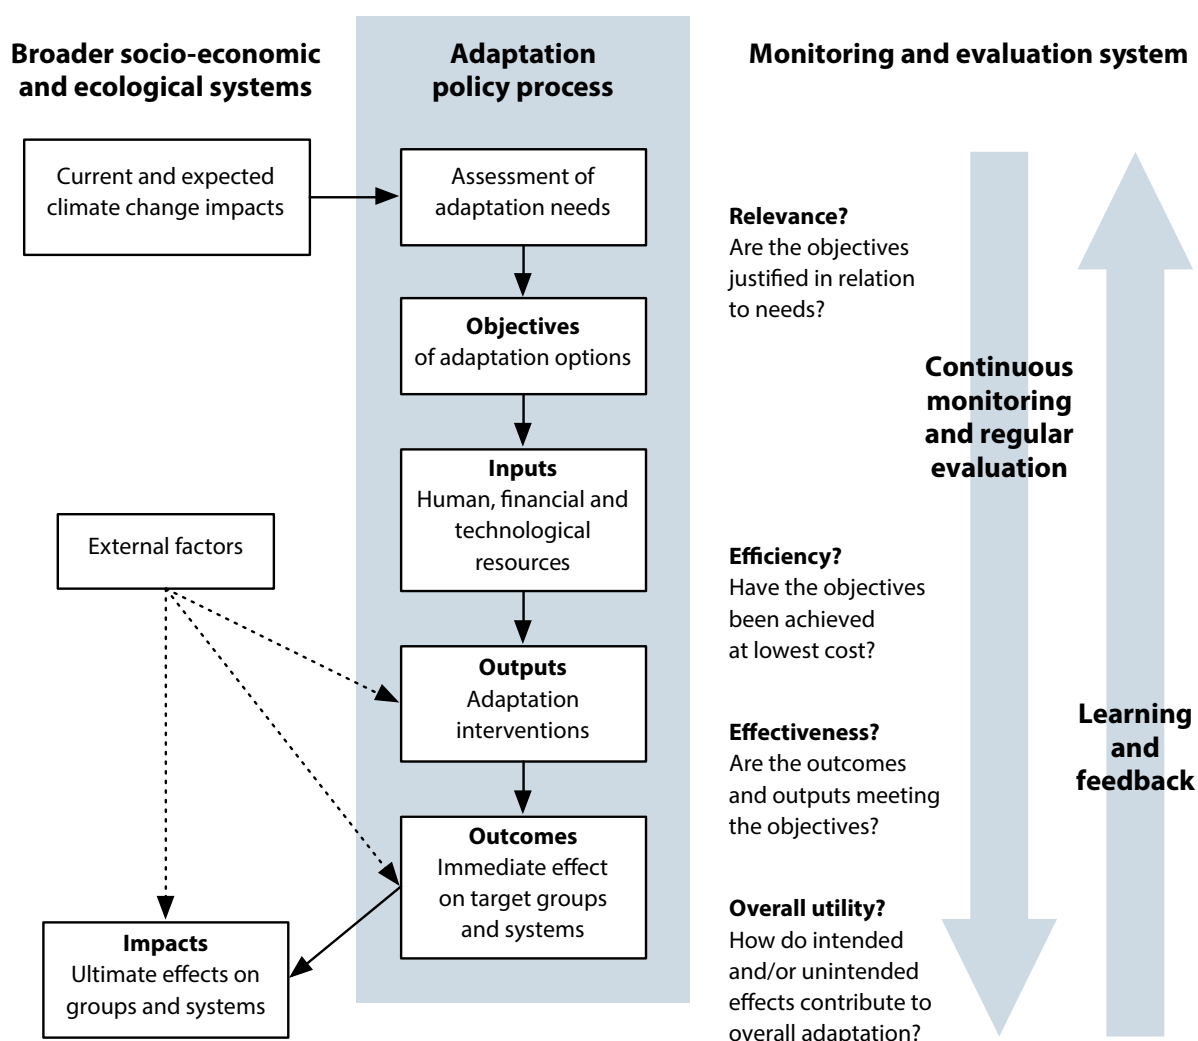 Broader socio-economic
and ecological systems
Adaptation
policy process
Monitoring and evaluation system
Current and expected
climate change impacts
Assessment of
adaptation needs
Relevance?
Are the objectives
justified in relation
to needs?
Objectives
of adaptation options
Continuous
monitoring
and regular
evaluation
Inputs
Human, financial and
technological
resources
External factors
Efficiency?
Have the objectives
been achieved
at lowest cost?
Outputs
Adaptation
interventions
Effectiveness?
Are the outcomes
and outputs meeting
the objectives?
Learning
and
feedback
Outcomes
Immediate effect
on target groups
and systems
Impacts
Ultimate effects on
groups and systems
Overall utility?
How do intended
and/or unintended
effects contribute to
overall adaptation?